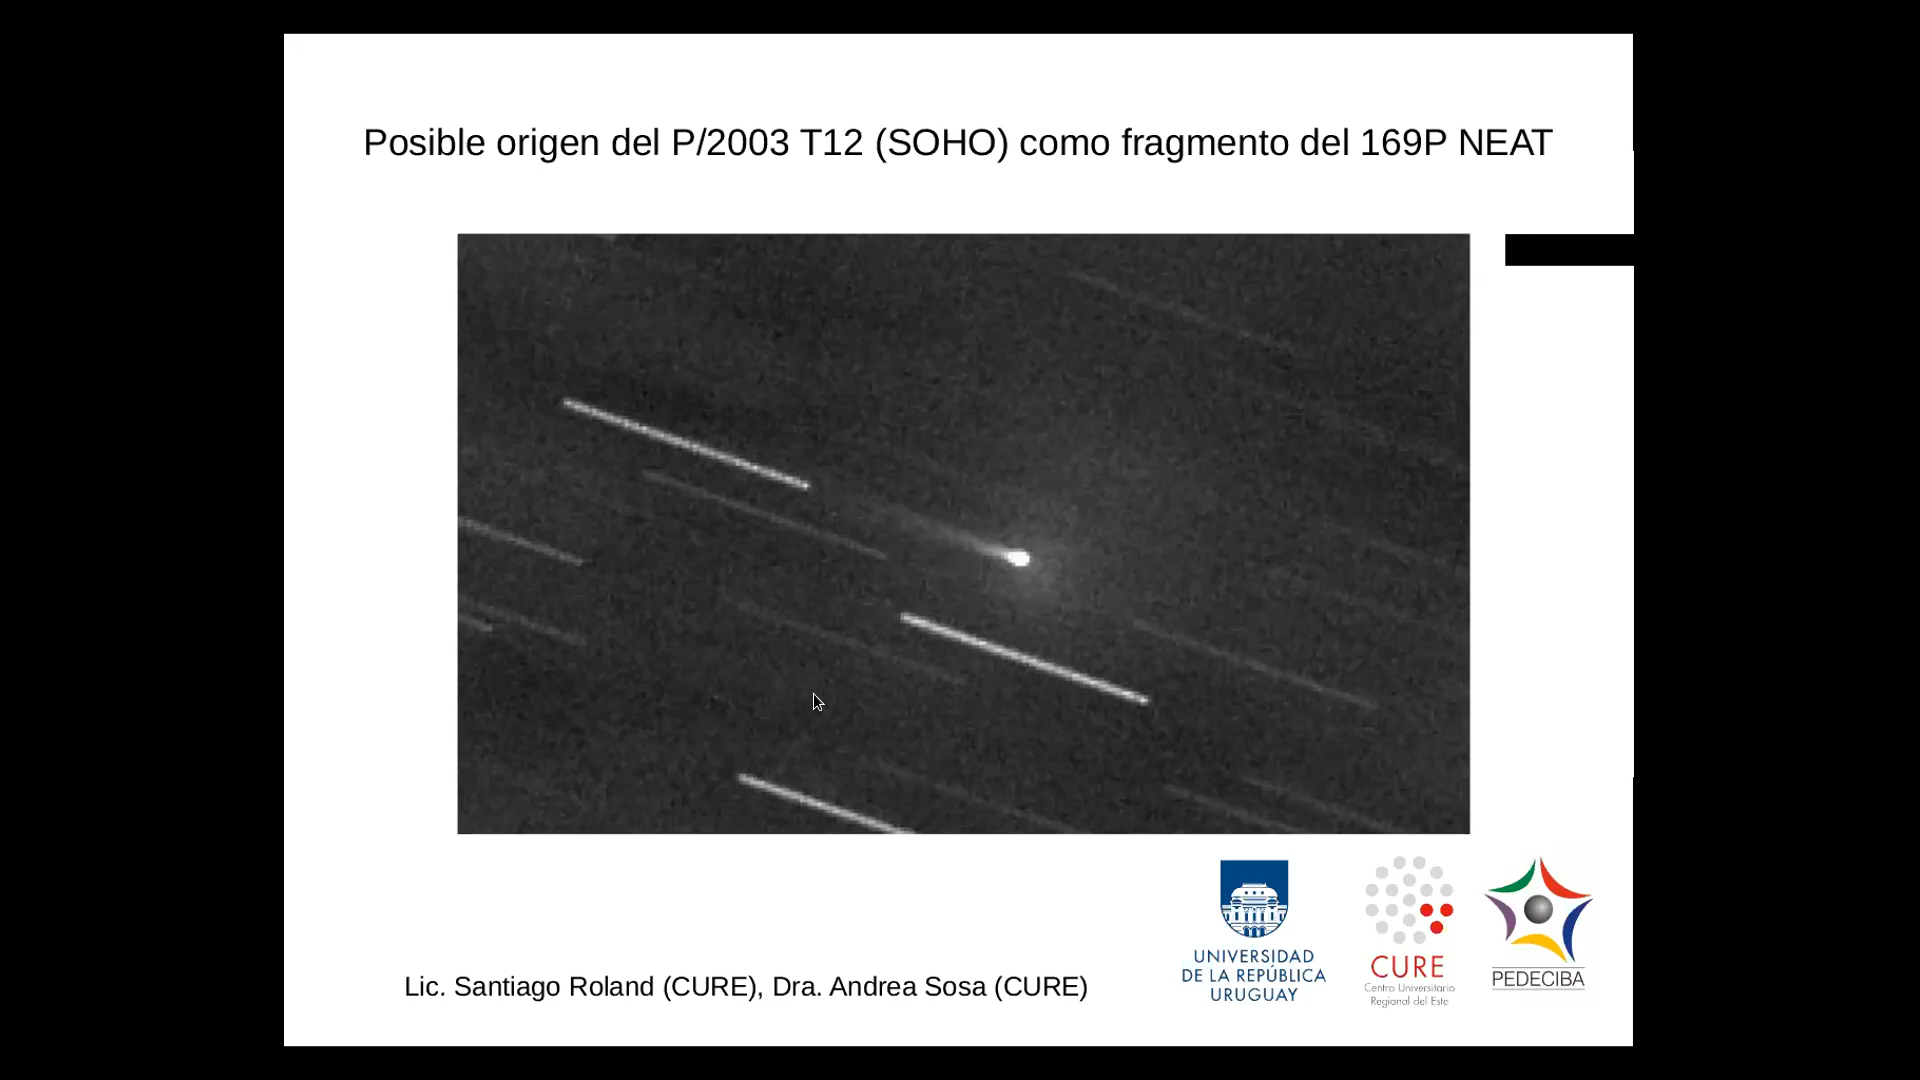 Posible origen del P/2003 T12 (SOHO) como fragmento del 169P NEAT
UNIVERSIDAD
DE LA REPÚBLICA
URUGUAY
CURE
Centro Universitario
Regional del Este
PEDECIBA
Lic. Santiago Roland (CURE), Dra. Andrea Sosa (CURE)